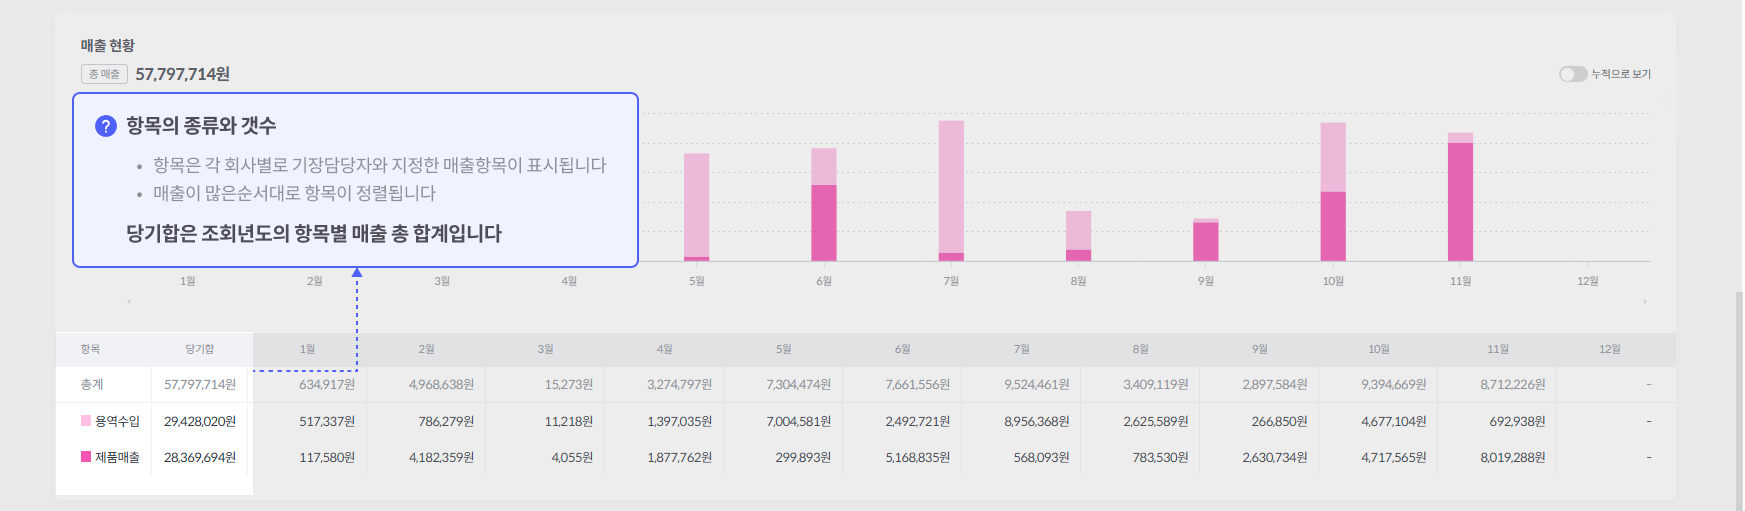 매출 현황
총 매출 57,797,714원
누적으로 보기
? 항목의 종류와 갯수
• 항목은 각 회사별로 기장담당자와 지정한 매출항목이 표시됩니다
• 매출이 많은순서대로 항목이 정렬됩니다
당기합은 조회년도의 항목별 매출 총 합계입니다
1월 2월 3월 4월 5월 6월 7월 8월 9월 10월 11월 12월
항목 당기합 1월 2월 3월 4월 5월 6월 7월 8월 9월 10월 11월 12월
총계 57,797,714원 634,917원 4,968,638원 15,273원 3,274,797원 7,304,474원 7,661,556원 9,524,461원 3,409,119원 2,897,584원 9,394,669원 8,712,226원 -
용역수입 29,428,020원 517,337원 786,279원 11,218원 1,397,035원 7,004,581원 2,492,721원 8,956,368원 2,625,589원 266,850원 4,677,104원 692,938원 -
제품매출 28,369,694원 117,580원 4,182,359원 4,055원 1,877,762원 299,893원 5,168,835원 568,093원 783,530원 2,630,734원 4,717,565원 8,019,288원 -